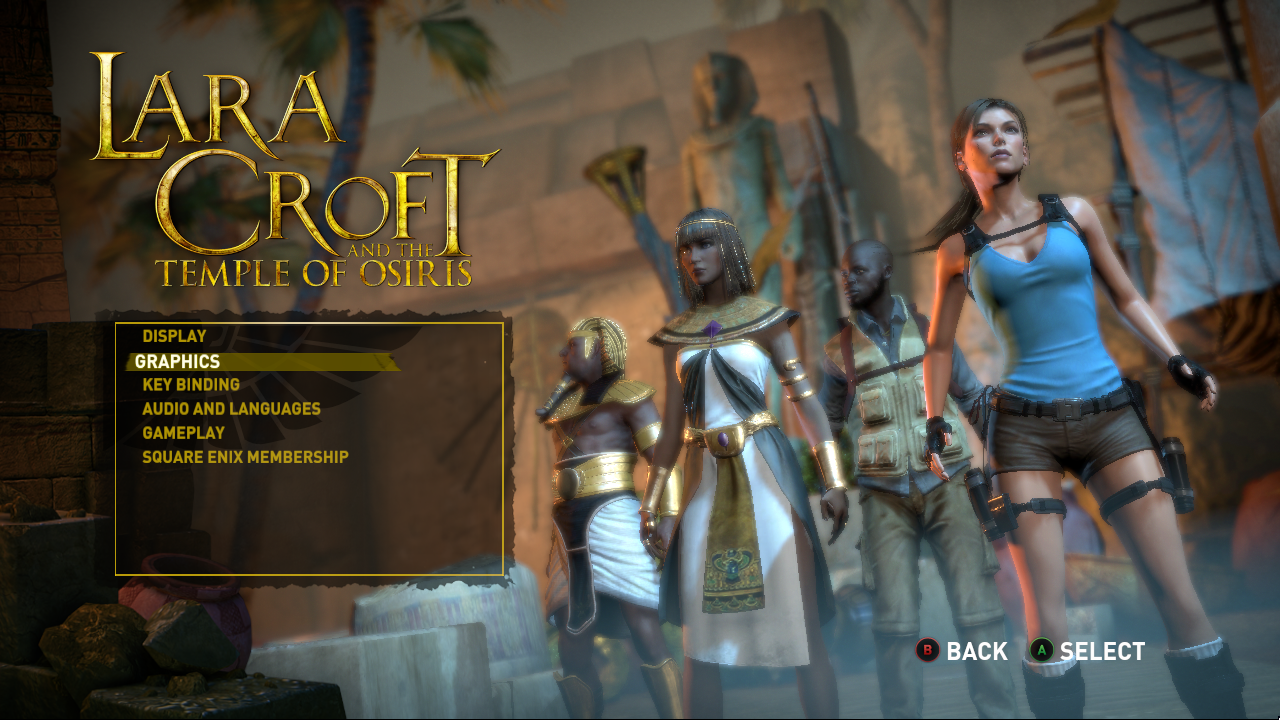 LARA
CROFT
AND THE
TEMPLE OF OSIRIS
DISPLAY
GRAPHICS
KEY BINDING
AUDIO AND LANGUAGES
GAMEPLAY
SQUARE ENIX MEMBERSHIP
B BACK A SELECT